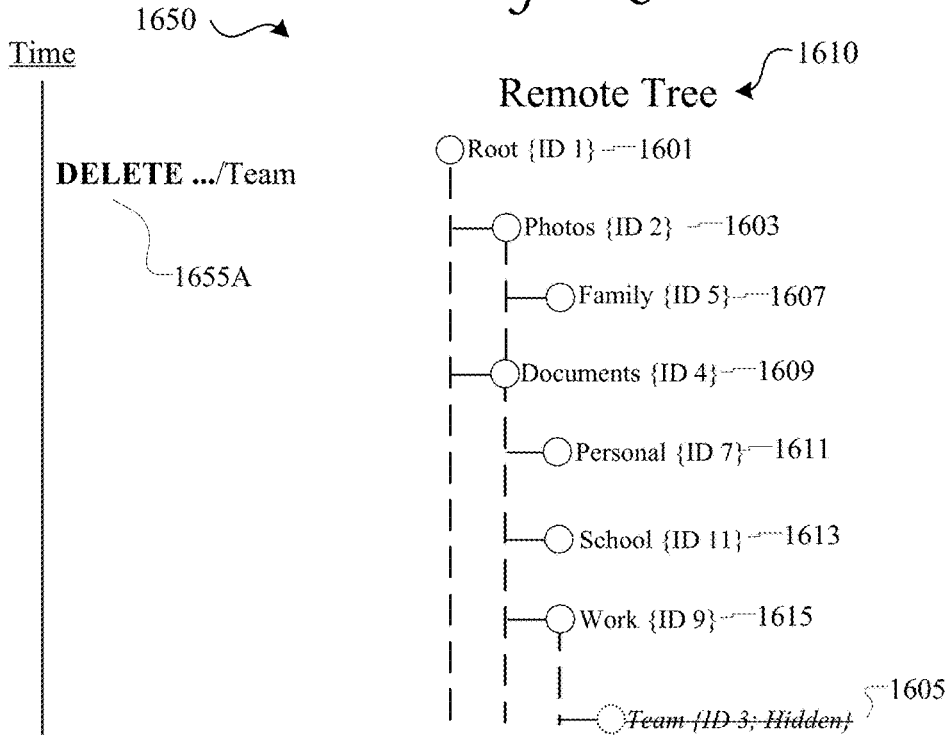 1650
Time
1610
Remote Tree
Root {ID 1} 1601
DELETE .../Team
Photos {ID 2} 1603
1655A
Family {ID 5} 1607
Documents {ID 4} 1609
Personal {ID 7} 1611
School {ID 11} 1613
Work {ID 9} 1615
1605
Team {ID 3; Hidden}